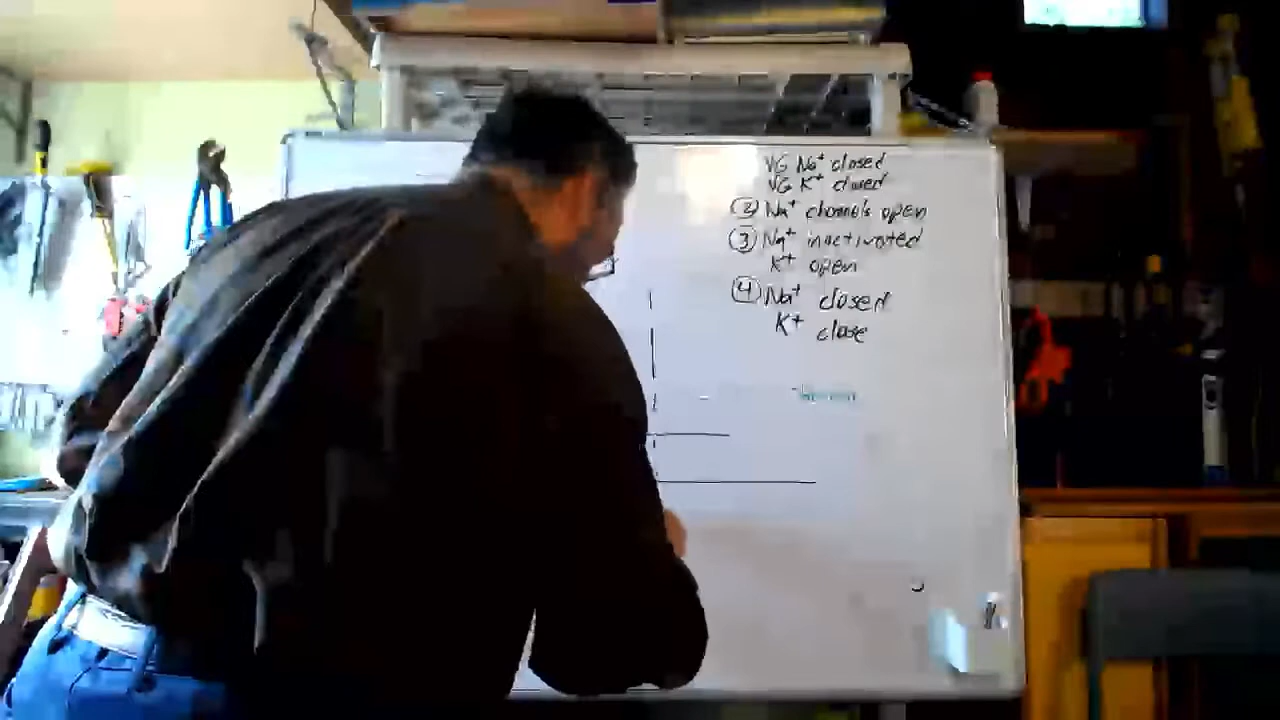 VG Na⁺ closed
VG K⁺ closed
② Na⁺ channels open
③ Na⁺ inactivated
K⁺ open
④ Na⁺ closed
K⁺ close